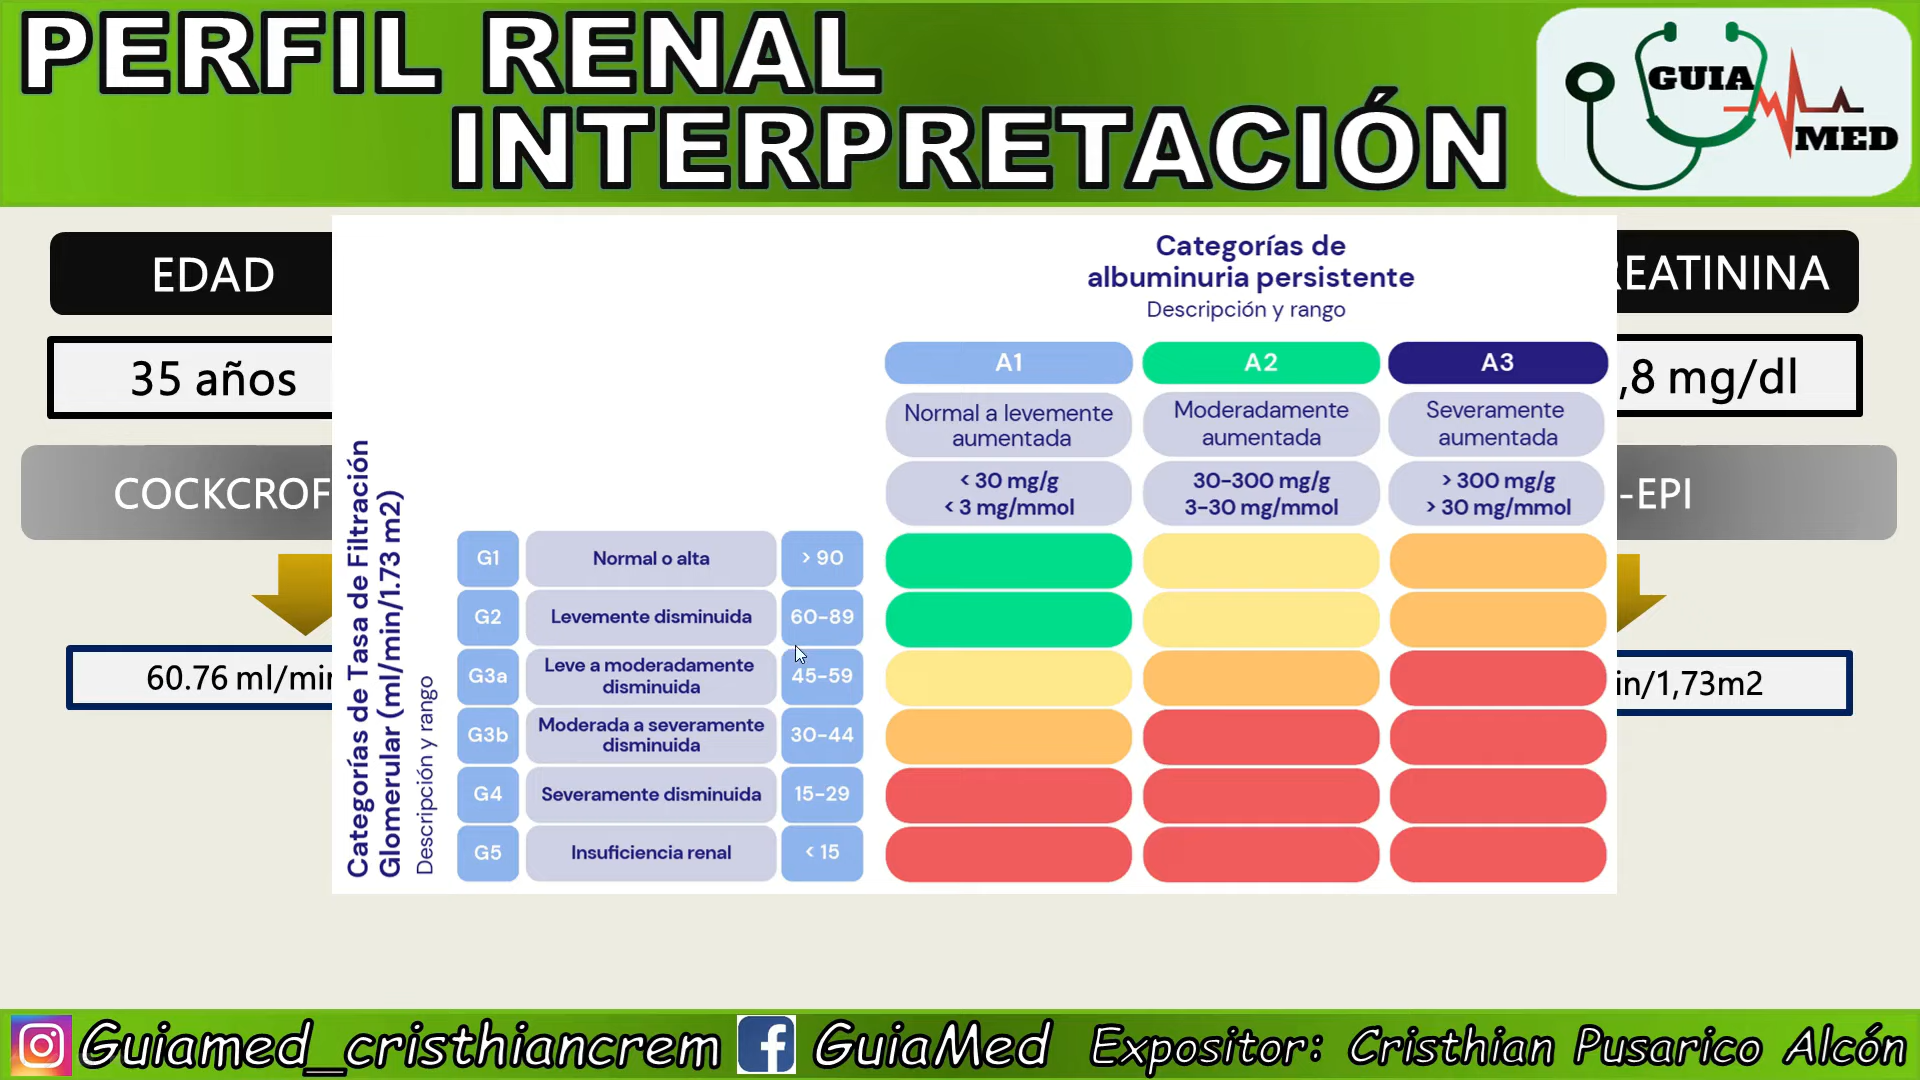 PERFIL RENAL
INTERPRETACIÓN
GUIA
MED
EDAD
REATININA
35 años
,8 mg/dl
COCKCROF
-EPI
60.76 ml/min
in/1,73m2
Categorías de
albuminuria persistente
Descripción y rango
A1
A2
A3
Normal a levemente
aumentada
Moderadamente
aumentada
Severamente
aumentada
< 30 mg/g
< 3 mg/mmol
30-300 mg/g
3-30 mg/mmol
> 300 mg/g
> 30 mg/mmol
Categorías de Tasa de Filtración
Glomerular (ml/min/1.73 m2)
Descripción y rango
G1
Normal o alta
> 90
G2
Levemente disminuida
60-89
G3a
Leve a moderadamente
disminuida
45-59
G3b
Moderada a severamente
disminuida
30-44
G4
Severamente disminuida
15-29
G5
Insuficiencia renal
< 15
Guiamed_cristhiancrem
GuiaMed
Expositor: Cristhian Pusarico Alcón